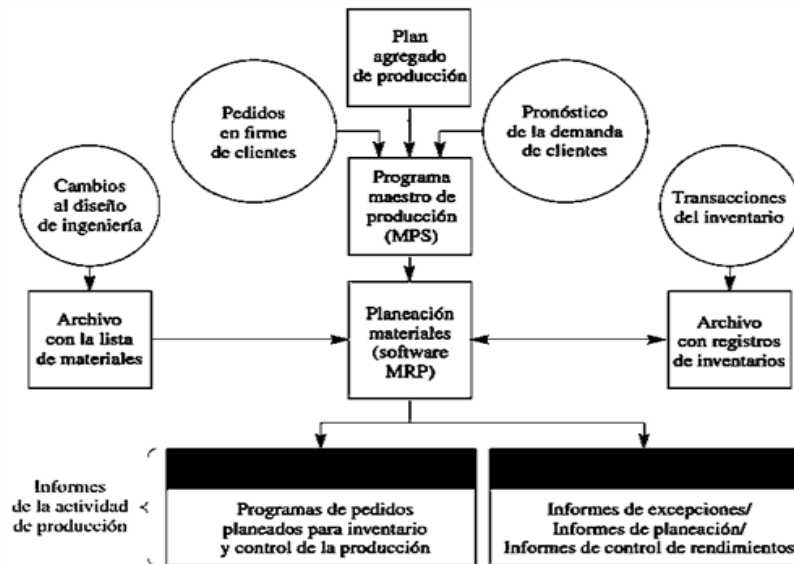 Plan
agregado
de producción
Pedidos
en firme
de clientes
Pronóstico
de la demanda
de clientes
Programa
maestro de
producción
(MPS)
Cambios
al diseño
de ingeniería
Transacciones
del inventario
Archivo
con la lista
de materiales
Planeación
materiales
(software
MRP)
Archivo
con registros
de inventarios
Informes
de la actividad
de producción
Programas de pedidos
planeados para inventario
y control de la producción
Informes de excepciones/
Informes de planeación/
Informes de control de rendimientos